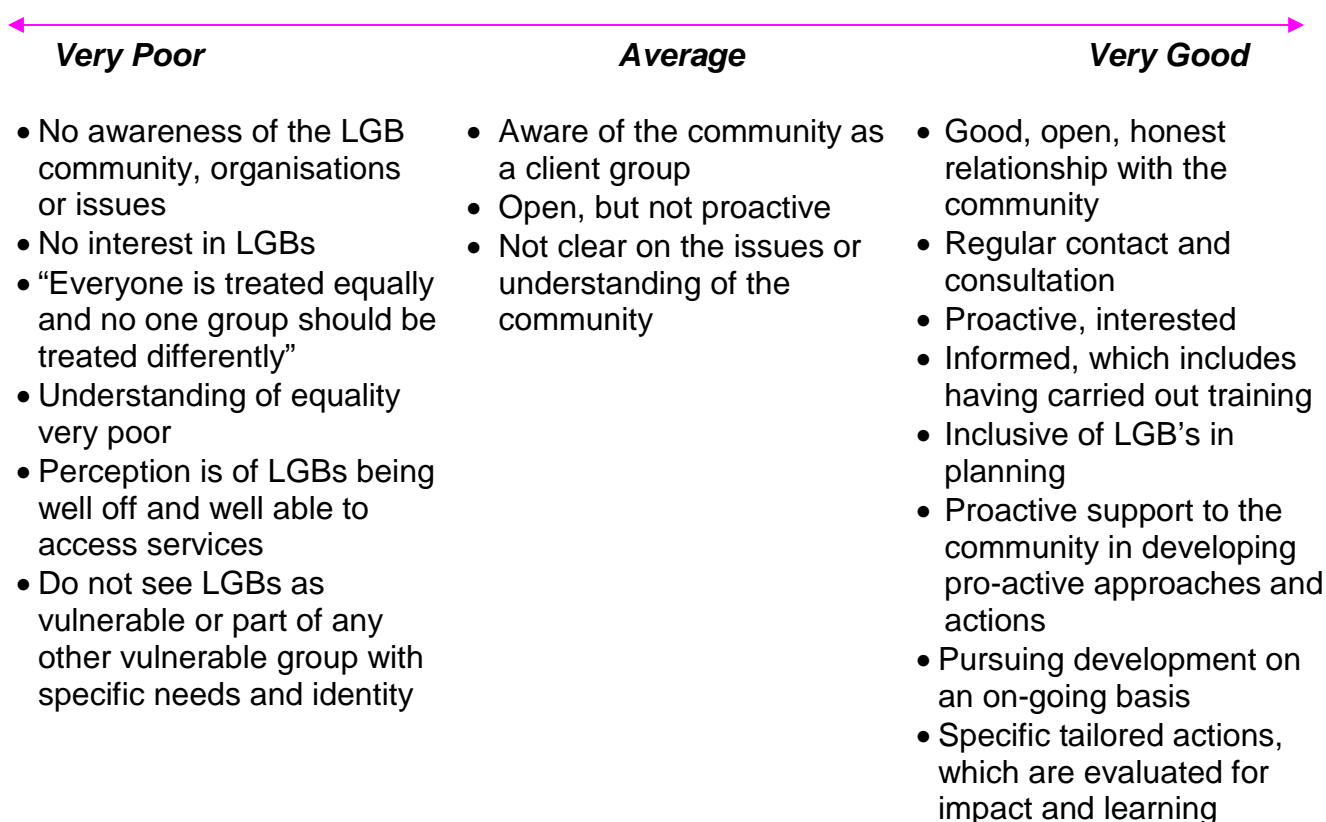 Very Poor
Average
Very Good
• No awareness of the LGB
community, organisations
or issues
• No interest in LGBs
• “Everyone is treated equally
and no one group should be
treated differently”
• Understanding of equality
very poor
• Perception is of LGBs being
well off and well able to
access services
• Do not see LGBs as
vulnerable or part of any
other vulnerable group with
specific needs and identity
• Aware of the community as
a client group
• Open, but not proactive
• Not clear on the issues or
understanding of the
community
• Good, open, honest
relationship with the
community
• Regular contact and
consultation
• Proactive, interested
• Informed, which includes
having carried out training
• Inclusive of LGB’s in
planning
• Proactive support to the
community in developing
pro-active approaches and
actions
• Pursuing development on
an on-going basis
• Specific tailored actions,
which are evaluated for
impact and learning